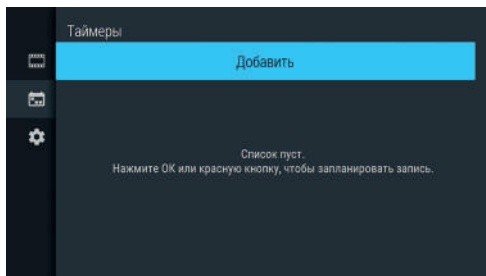 Таймеры
Добавить
Список пуст.
Нажмите ОК или красную кнопку, чтобы запланировать запись.